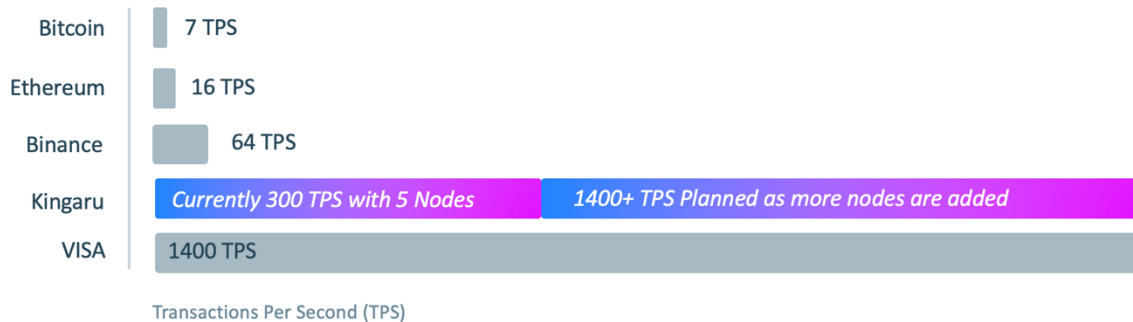 Bitcoin 7 TPS
Ethereum 16 TPS
Binance 64 TPS
Kingaru Currently 300 TPS with 5 Nodes 1400+ TPS Planned as more nodes are added
VISA 1400 TPS
Transactions Per Second (TPS)